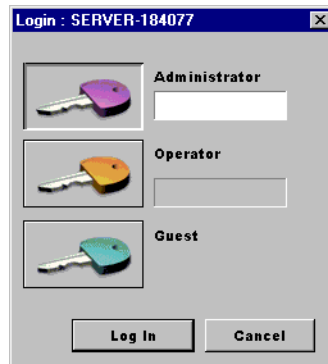 Login : SERVER-184077
Administrator
Operator
Guest
Log In
Cancel